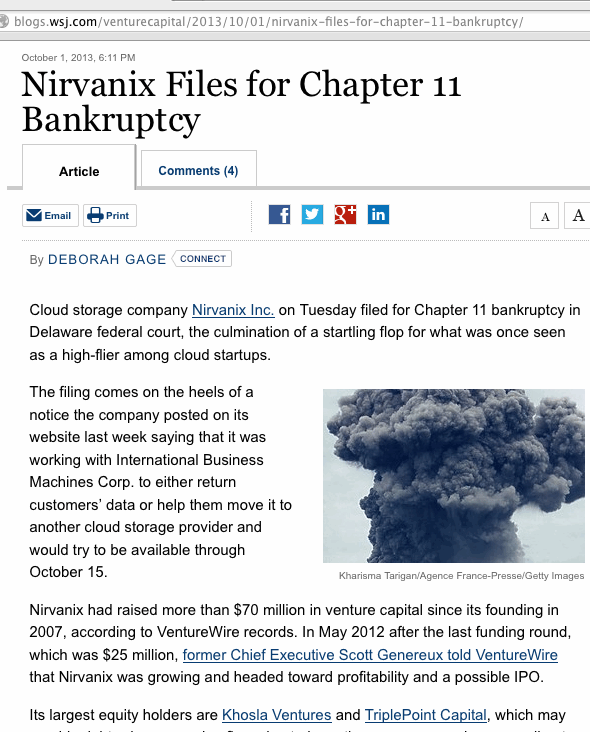 blogs.wsj.com/venturecapital/2013/10/01/nirvanix-files-for-chapter-11-bankruptcy/
October 1, 2013, 6:11 PM
Nirvanix Files for Chapter 11
Bankruptcy
Article Comments (4)
Email Print f g+ in A A
By DEBORAH GAGE CONNECT
Cloud storage company Nirvanix Inc. on Tuesday filed for Chapter 11 bankruptcy in
Delaware federal court, the culmination of a startling flop for what was once seen
as a high-flier among cloud startups.
The filing comes on the heels of a
notice the company posted on its
website last week saying that it was
working with International Business
Machines Corp. to either return
customers’ data or help them move it to
another cloud storage provider and
would try to be available through
October 15.
Kharisma Tarigan/Agence France-Presse/Getty Images
Nirvanix had raised more than $70 million in venture capital since its founding in
2007, according to VentureWire records. In May 2012 after the last funding round,
which was $25 million, former Chief Executive Scott Genereux told VentureWire
that Nirvanix was growing and headed toward profitability and a possible IPO.
Its largest equity holders are Khosla Ventures and TriplePoint Capital, which may